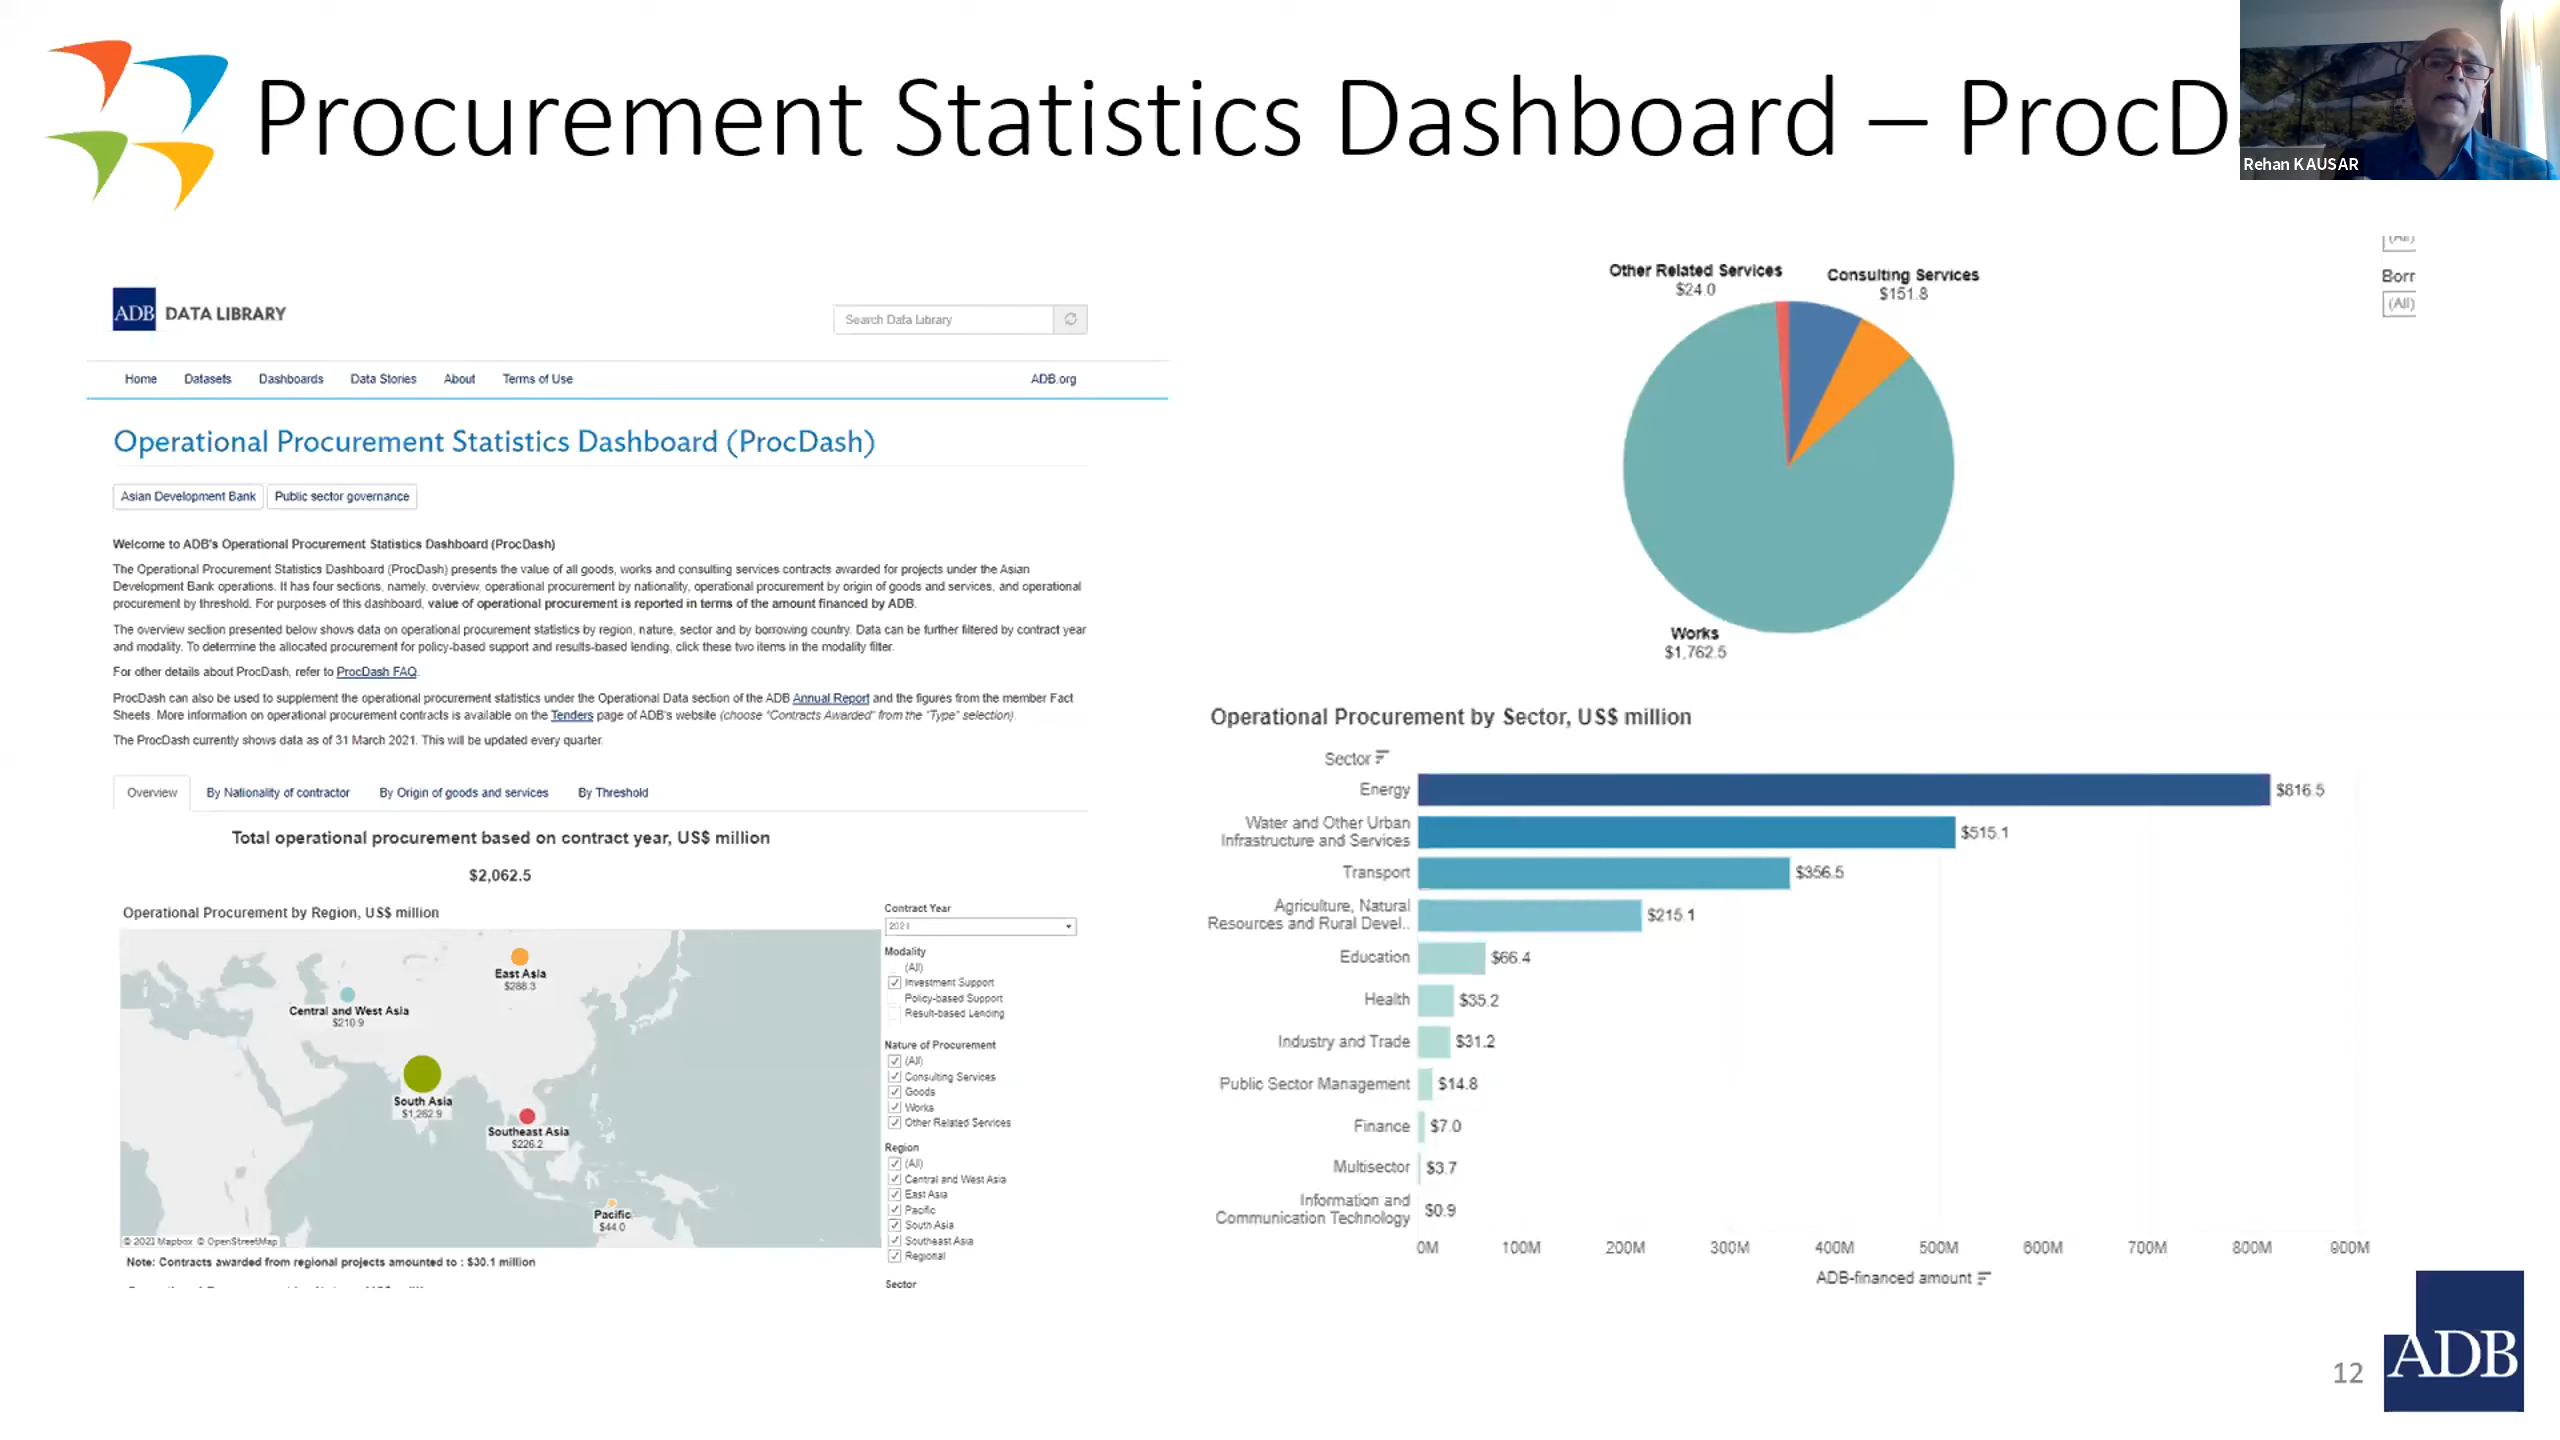 Procurement Statistics Dashboard – ProcD
Rehan KAUSAR
ADB DATA LIBRARY
Search Data Library
Home Datasets Dashboards Data Stories About Terms of Use ADB.org
Operational Procurement Statistics Dashboard (ProcDash)
Asian Development Bank Public sector governance
Welcome to ADB's Operational Procurement Statistics Dashboard (ProcDash)
The Operational Procurement Statistics Dashboard (ProcDash) presents the value of all goods, works and consulting services contracts awarded for projects under the Asian
Development Bank operations. It has four sections, namely, overview, operational procurement by nationality, operational procurement by origin of goods and services, and operational
procurement by threshold. For purposes of this dashboard, value of operational procurement is reported in terms of the amount financed by ADB.
The overview section presented below shows data on operational procurement statistics by region, nature, sector and by borrowing country. Data can be further filtered by contract year
and modality. To determine the allocated procurement for policy-based support and results-based lending, click these two items in the modality filter.
For other details about ProcDash, refer to ProcDash FAQ.
ProcDash can also be used to supplement the operational procurement statistics under the Operational Data section of the ADB Annual Report and the figures from the member Fact
Sheets. More information on operational procurement contracts is available on the Tenders page of ADB's website (choose "Contracts Awarded" from the "Type" selection).
The ProcDash currently shows data as of 31 March 2021. This will be updated every quarter.
Overview By Nationality of contractor By Origin of goods and services By Threshold
Total operational procurement based on contract year, US$ million
$2,062.5
Operational Procurement by Region, US$ million
East Asia
$288.3
Central and West Asia
$210.9
South Asia
$1,262.9
Southeast Asia
$226.2
Pacific
$44.0
© 2021 Mapbox © OpenStreetMap
Note: Contracts awarded from regional projects amounted to : $30.1 million
Contract Year
2021
Modality
(All)
Investment Support
Policy-based Support
Result-based Lending
Nature of Procurement
(All)
Consulting Services
Goods
Works
Other Related Services
Region
(All)
Central and West Asia
East Asia
Pacific
South Asia
Southeast Asia
Regional
Sector
Other Related Services
$24.0
Consulting Services
$151.8
Works
$1,762.5
(All)
Borr
(All)
Operational Procurement by Sector, US$ million
Sector
Energy $816.5
Water and Other Urban
Infrastructure and Services $515.1
Transport $356.5
Agriculture, Natural
Resources and Rural Devel.. $215.1
Education $66.4
Health $35.2
Industry and Trade $31.2
Public Sector Management $14.8
Finance $7.0
Multisector $3.7
Information and
Communication Technology $0.9
0M 100M 200M 300M 400M 500M 600M 700M 800M 900M
ADB-financed amount
12
ADB